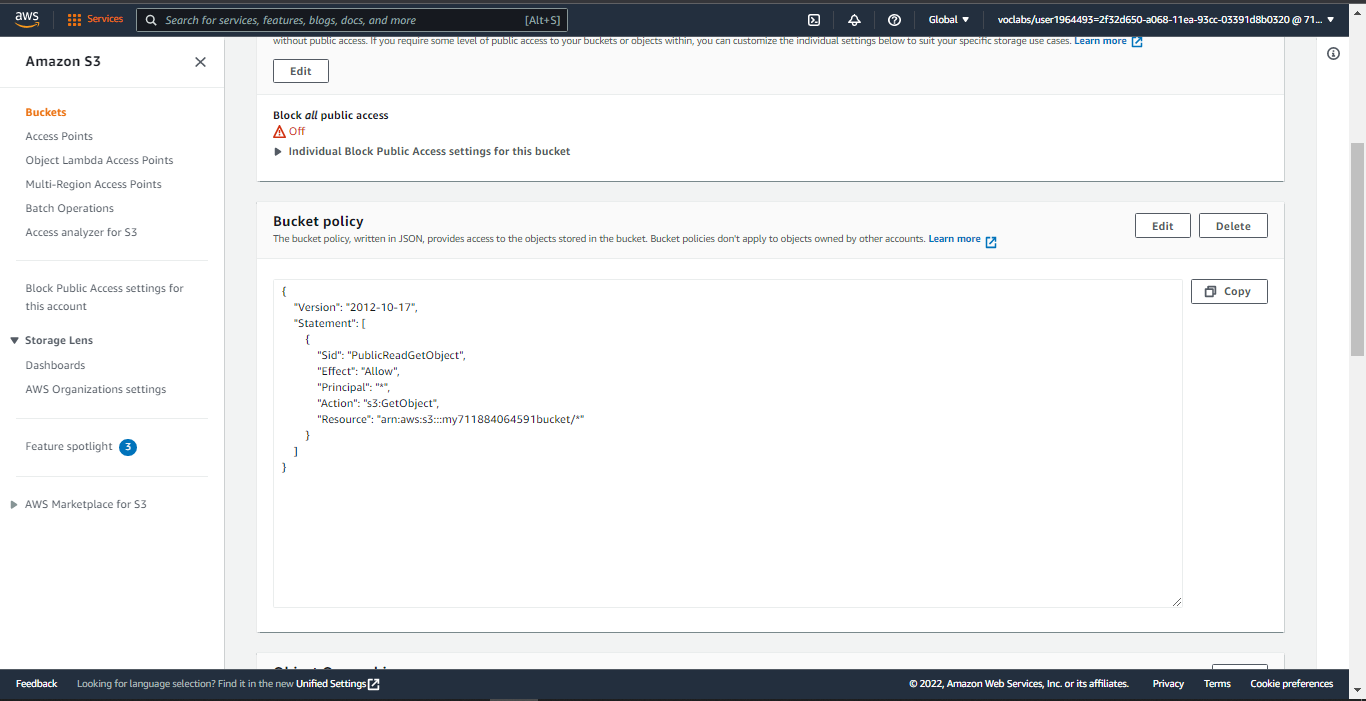 aws
Services
Search for services, features, blogs, docs, and more
[Alt+S]
Global
voclabs/user1964493=2f32d650-a068-11ea-93cc-03391d8b0320 @ 71...
Amazon S3
Buckets
Access Points
Object Lambda Access Points
Multi-Region Access Points
Batch Operations
Access analyzer for S3
Block Public Access settings for
this account
Storage Lens
Dashboards
AWS Organizations settings
Feature spotlight 3
AWS Marketplace for S3
without public access. If you require some level of public access to your buckets or objects within, you can customize the individual settings below to suit your specific storage use cases. Learn more
Edit
Block all public access
Off
Individual Block Public Access settings for this bucket
Bucket policy
The bucket policy, written in JSON, provides access to the objects stored in the bucket. Bucket policies don't apply to objects owned by other accounts. Learn more
Edit
Delete
{
"Version": "2012-10-17",
"Statement": [
{
"Sid": "PublicReadGetObject",
"Effect": "Allow",
"Principal": "*",
"Action": "s3:GetObject",
"Resource": "arn:aws:s3:::my711884064591bucket/*"
}
]
}
Copy
Feedback
Looking for language selection? Find it in the new Unified Settings
© 2022, Amazon Web Services, Inc. or its affiliates.
Privacy
Terms
Cookie preferences